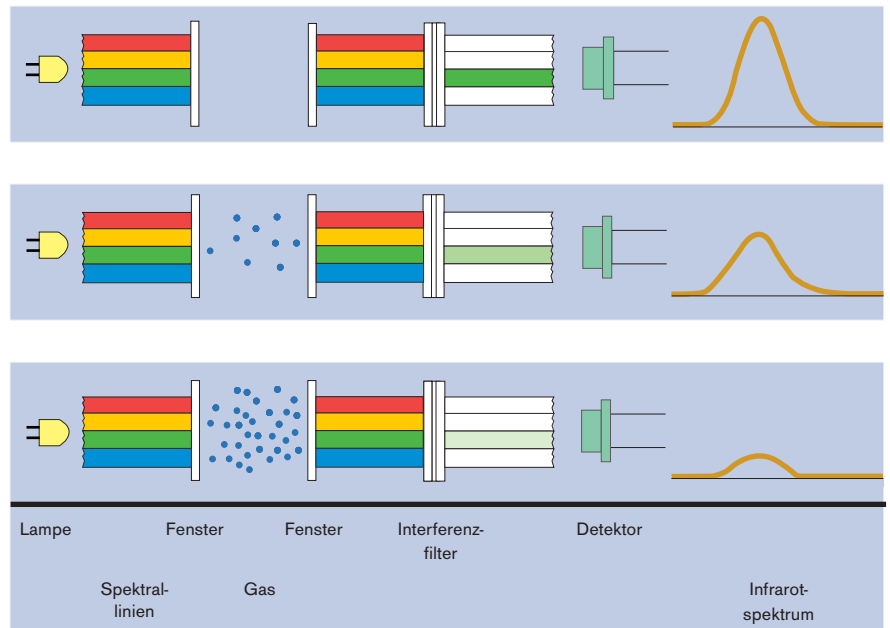 Lampe
Fenster
Fenster
Interferenz-
filter
Detektor
Spektral-
linien
Gas
Infrarot-
spektrum